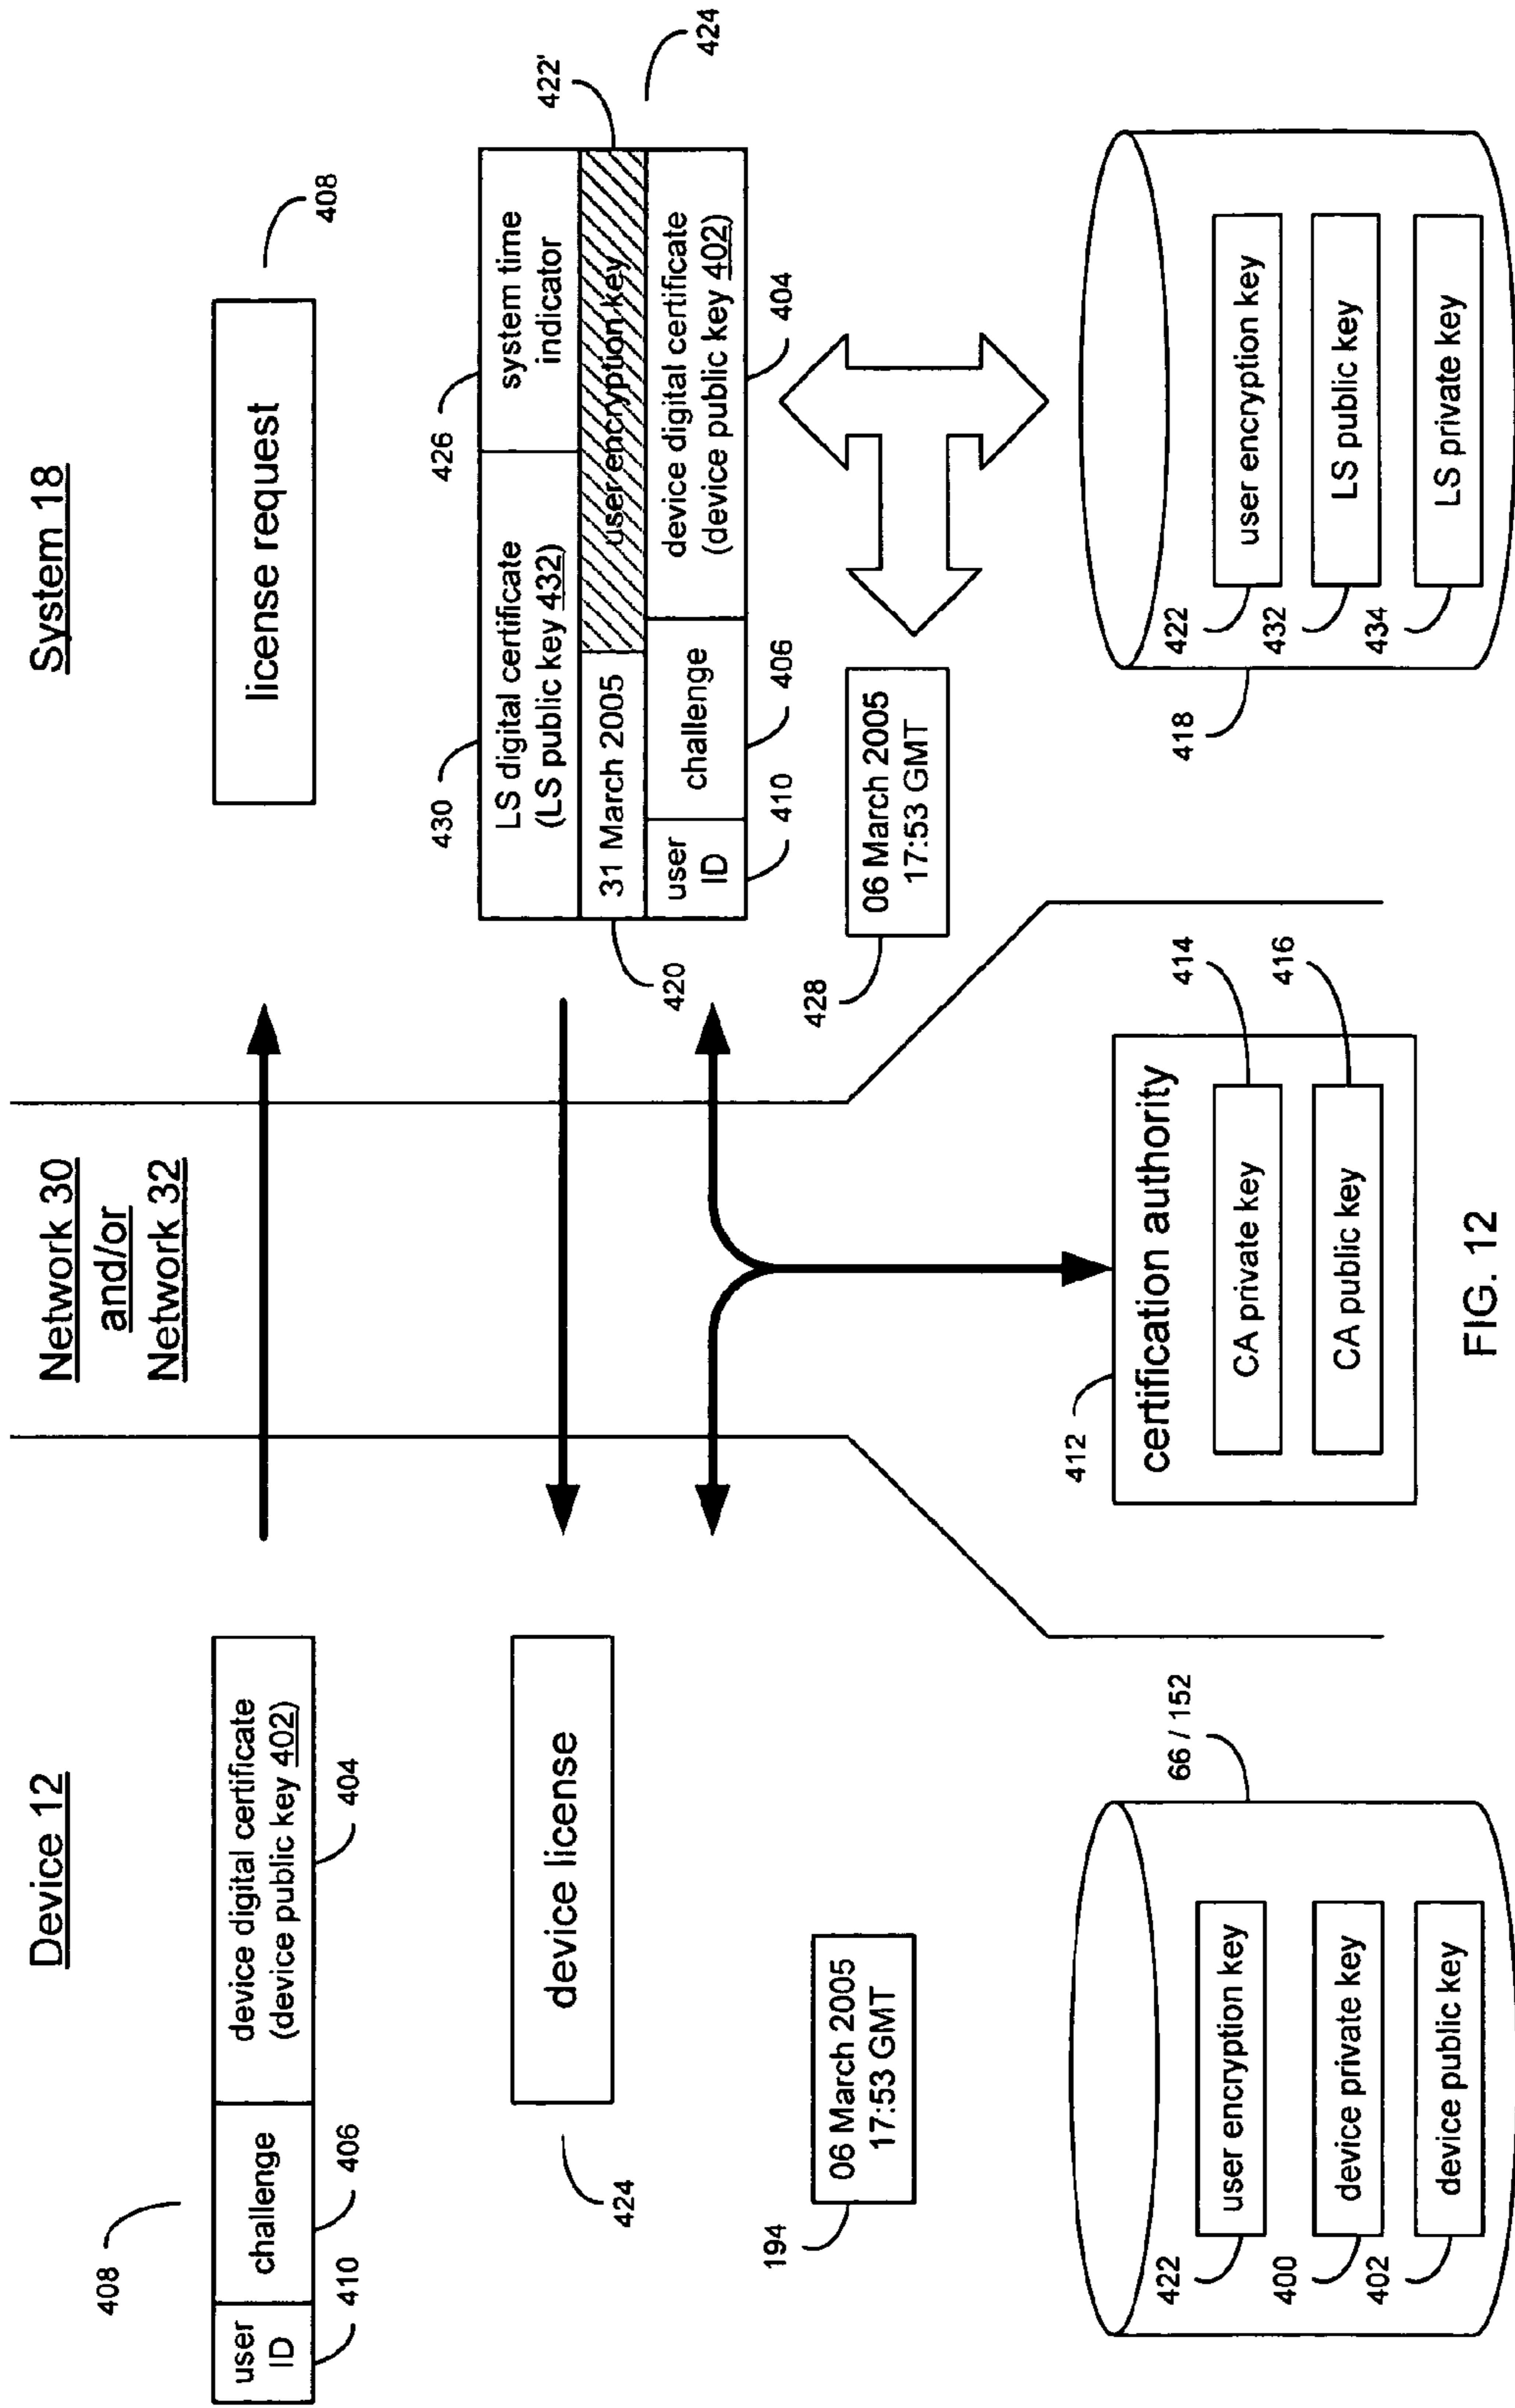 Device 12
Network 30
and/or
Network 32
System 18
408
user
ID
challenge
device digital certificate
(device public key 402)
410
406
404
license request
408
device license
424
430
426
LS digital certificate
(LS public key 432)
system time
indicator
422'
31 March 2005
user encryption key
424
user
ID
challenge
device digital certificate
(device public key 402)
420
410
406
404
194
06 March 2005
17:53 GMT
428
06 March 2005
17:53 GMT
66 / 152
422
user encryption key
400
device private key
402
device public key
412
certification authority
414
CA private key
416
CA public key
418
422
user encryption key
432
LS public key
434
LS private key
FIG. 12